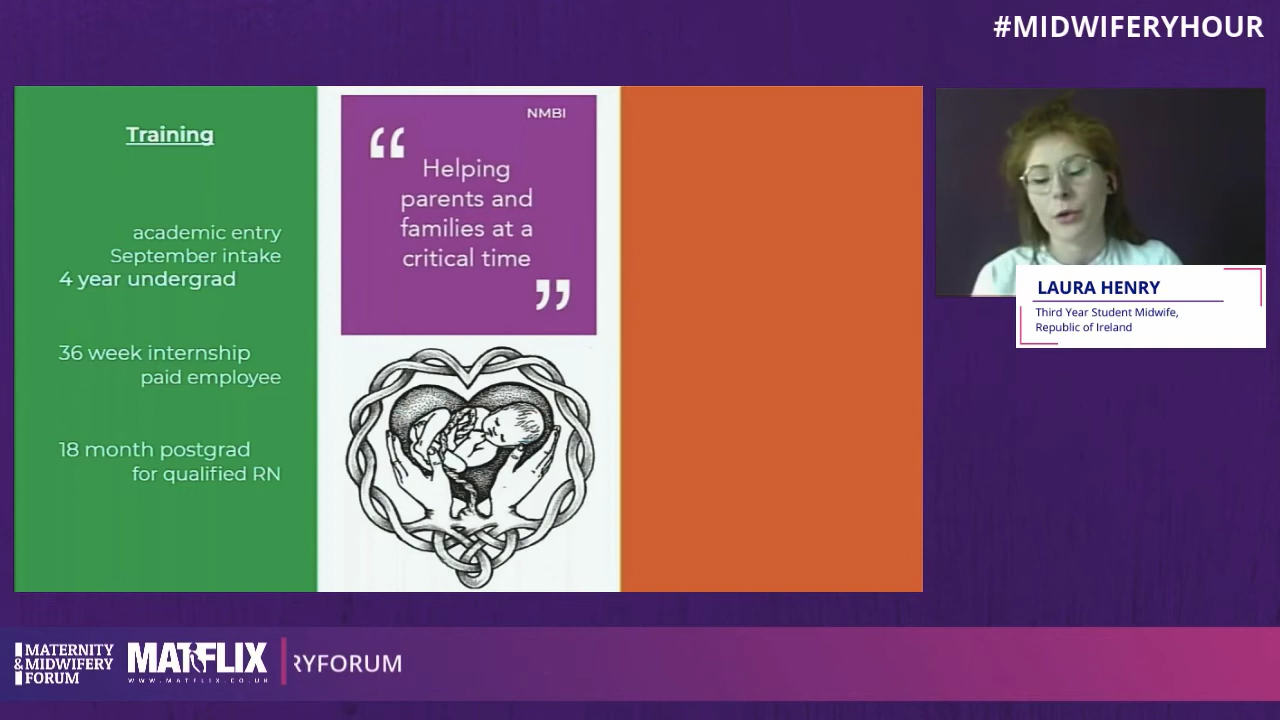 #MIDWIFERYHOUR
Training
academic entry
September intake
4 year undergrad
36 week internship
paid employee
18 month postgrad
for qualified RN
NMBI
“
Helping
parents and
families at a
critical time
”
LAURA HENRY
Third Year Student Midwife,
Republic of Ireland
MATERNITY
& MIDWIFERY
FORUM
MATFLIX
WWW.MATFLIX.CO.UK
RYFORUM